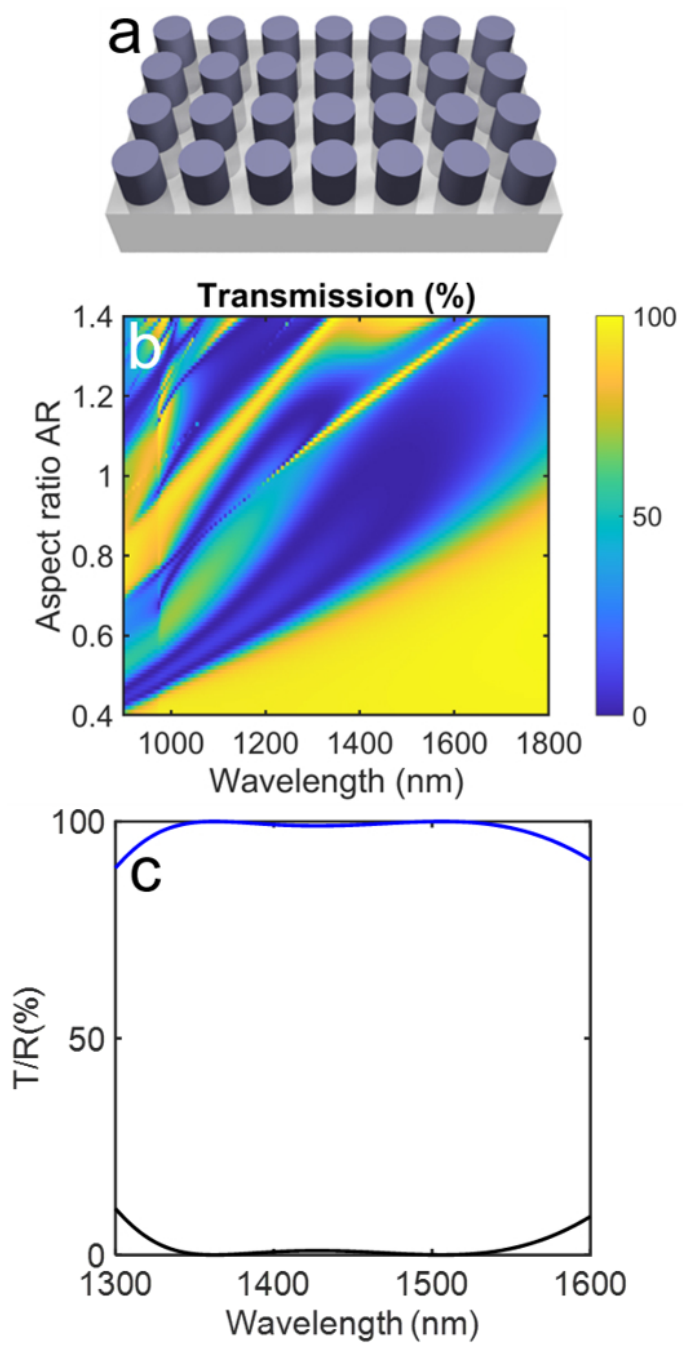 a
Transmission (%)
b
1.4
1.2
1
0.8
0.6
0.4
Aspect ratio AR
1000 1200 1400 1600 1800
Wavelength (nm)
100
50
0
c
100
50
0
T/R(%)
1300 1400 1500 1600
Wavelength (nm)